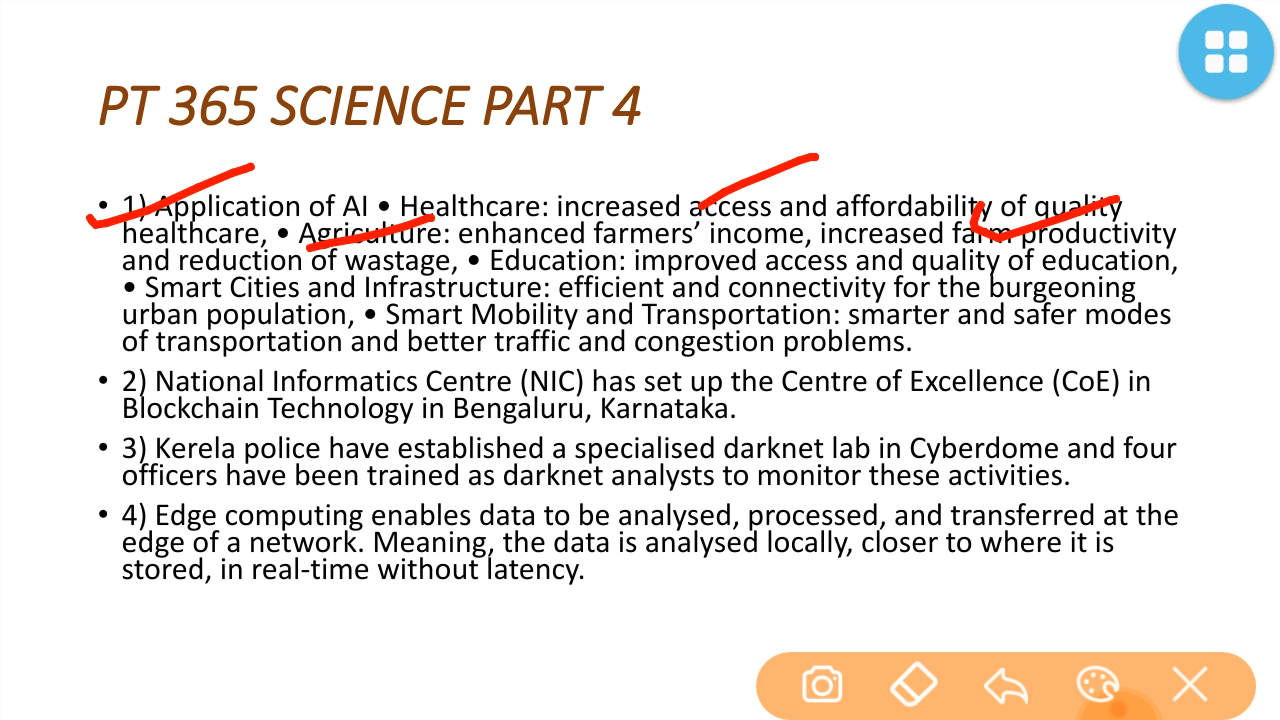 PT 365 SCIENCE PART 4
• 1) Application of AI • Healthcare: increased access and affordability of quality
healthcare, • Agriculture: enhanced farmers’ income, increased farm productivity
and reduction of wastage, • Education: improved access and quality of education,
• Smart Cities and Infrastructure: efficient and connectivity for the burgeoning
urban population, • Smart Mobility and Transportation: smarter and safer modes
of transportation and better traffic and congestion problems.
• 2) National Informatics Centre (NIC) has set up the Centre of Excellence (CoE) in
Blockchain Technology in Bengaluru, Karnataka.
• 3) Kerela police have established a specialised darknet lab in Cyberdome and four
officers have been trained as darknet analysts to monitor these activities.
• 4) Edge computing enables data to be analysed, processed, and transferred at the
edge of a network. Meaning, the data is analysed locally, closer to where it is
stored, in real-time without latency.